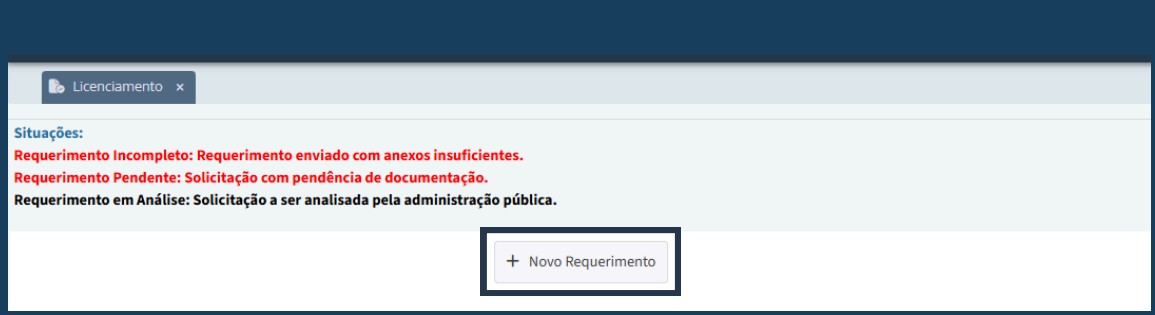 Licenciamento ×
Situações:
Requerimento Incompleto: Requerimento enviado com anexos insuficientes.
Requerimento Pendente: Solicitação com pendência de documentação.
Requerimento em Análise: Solicitação a ser analisada pela administração pública.
+ Novo Requerimento